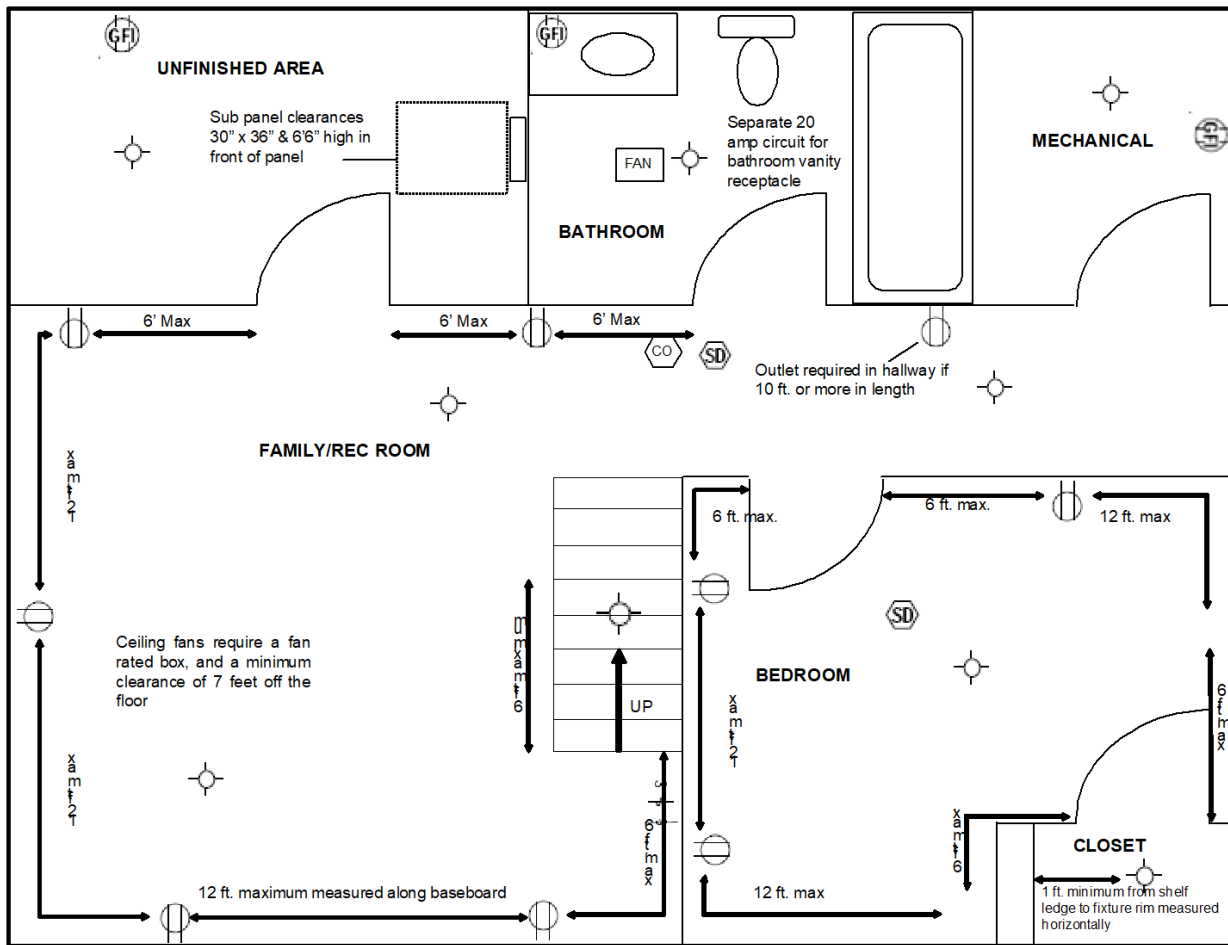 GFI
GFI
UNFINISHED AREA
Sub panel clearances
30” x 36” & 6’6” high in
front of panel
FAN
BATHROOM
Separate 20
amp circuit for
bathroom vanity
receptacle
MECHANICAL
GFI
6’ Max
6’ Max
6’ Max
CO
SD
Outlet required in hallway if
10 ft. or more in length
FAMILY/REC ROOM
12 ft max
6 ft. max.
6 ft. max.
12 ft max
SD
Ceiling fans require a fan
rated box, and a minimum
clearance of 7 feet off the
floor
UP
BEDROOM
12 ft max
6 ft max
12 ft max
6 ft max
6 ft max
CLOSET
12 ft. maximum measured along baseboard
12 ft max
1 ft. minimum from shelf
ledge to fixture rim measured
horizontally